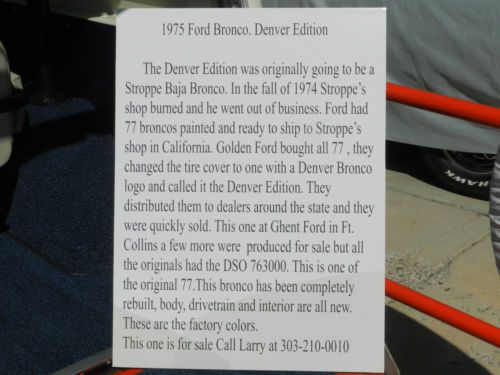 1975 Ford Bronco. Denver Edition
The Denver Edition was originally going to be a
Stroppe Baja Bronco. In the fall of 1974 Stroppe's
shop burned and he went out of business. Ford had
77 broncos painted and ready to ship to Stroppe's
shop in California. Golden Ford bought all 77 , they
changed the tire cover to one with a Denver Bronco
logo and called it the Denver Edition. They
distributed them to dealers around the state and they
were quickly sold. This one at Ghent Ford in Ft.
Collins a few more were produced for sale but all
the originals had the DSO 763000. This is one of
the original 77.This bronco has been completely
rebuilt, body, drivetrain and interior are all new.
These are the factory colors.
This one is for sale Call Larry at 303-210-0010
HAWK